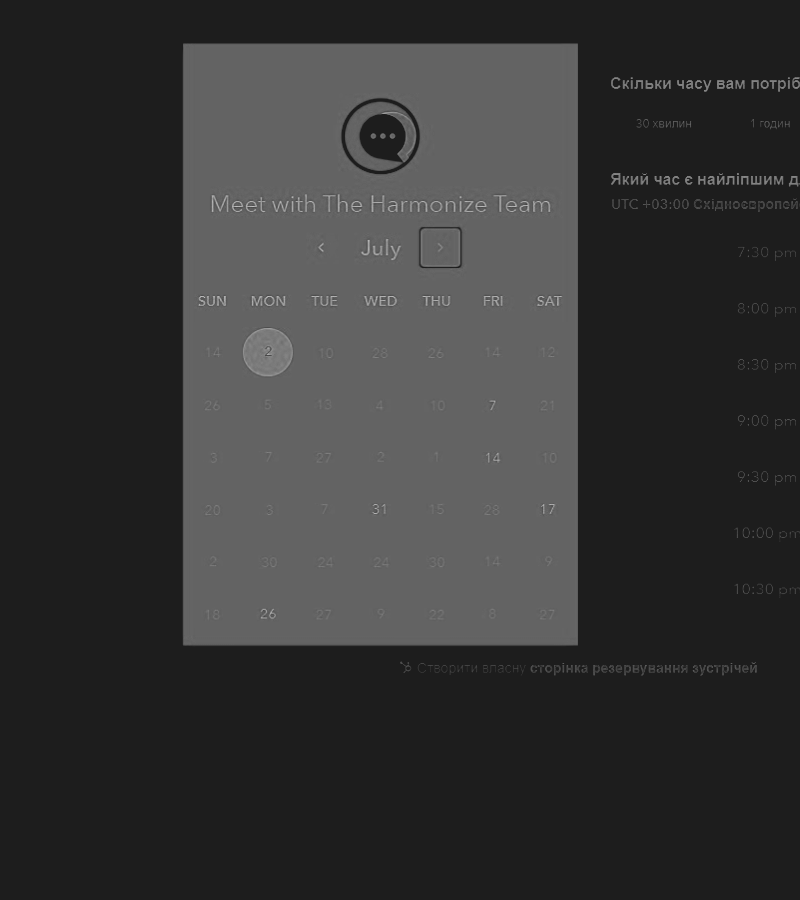 Meet with The Harmonize Team
July
SUN MON TUE WED THU FRI SAT
14 2 10 28 26 14 12
26 5 13 4 10 7 21
3 7 27 2 1 14 10
20 3 7 31 15 28 17
2 30 24 24 30 14 9
18 26 27 9 22 8 27
Скільки часу вам потріб
30 хвилин 1 годин
Який час є найліпшим д
UTC +03:00 Східноєвропей
7:30 pm
8:00 pm
8:30 pm
9:00 pm
9:30 pm
10:00 pm
10:30 pm
Створити власну сторінка резервування зустрічей